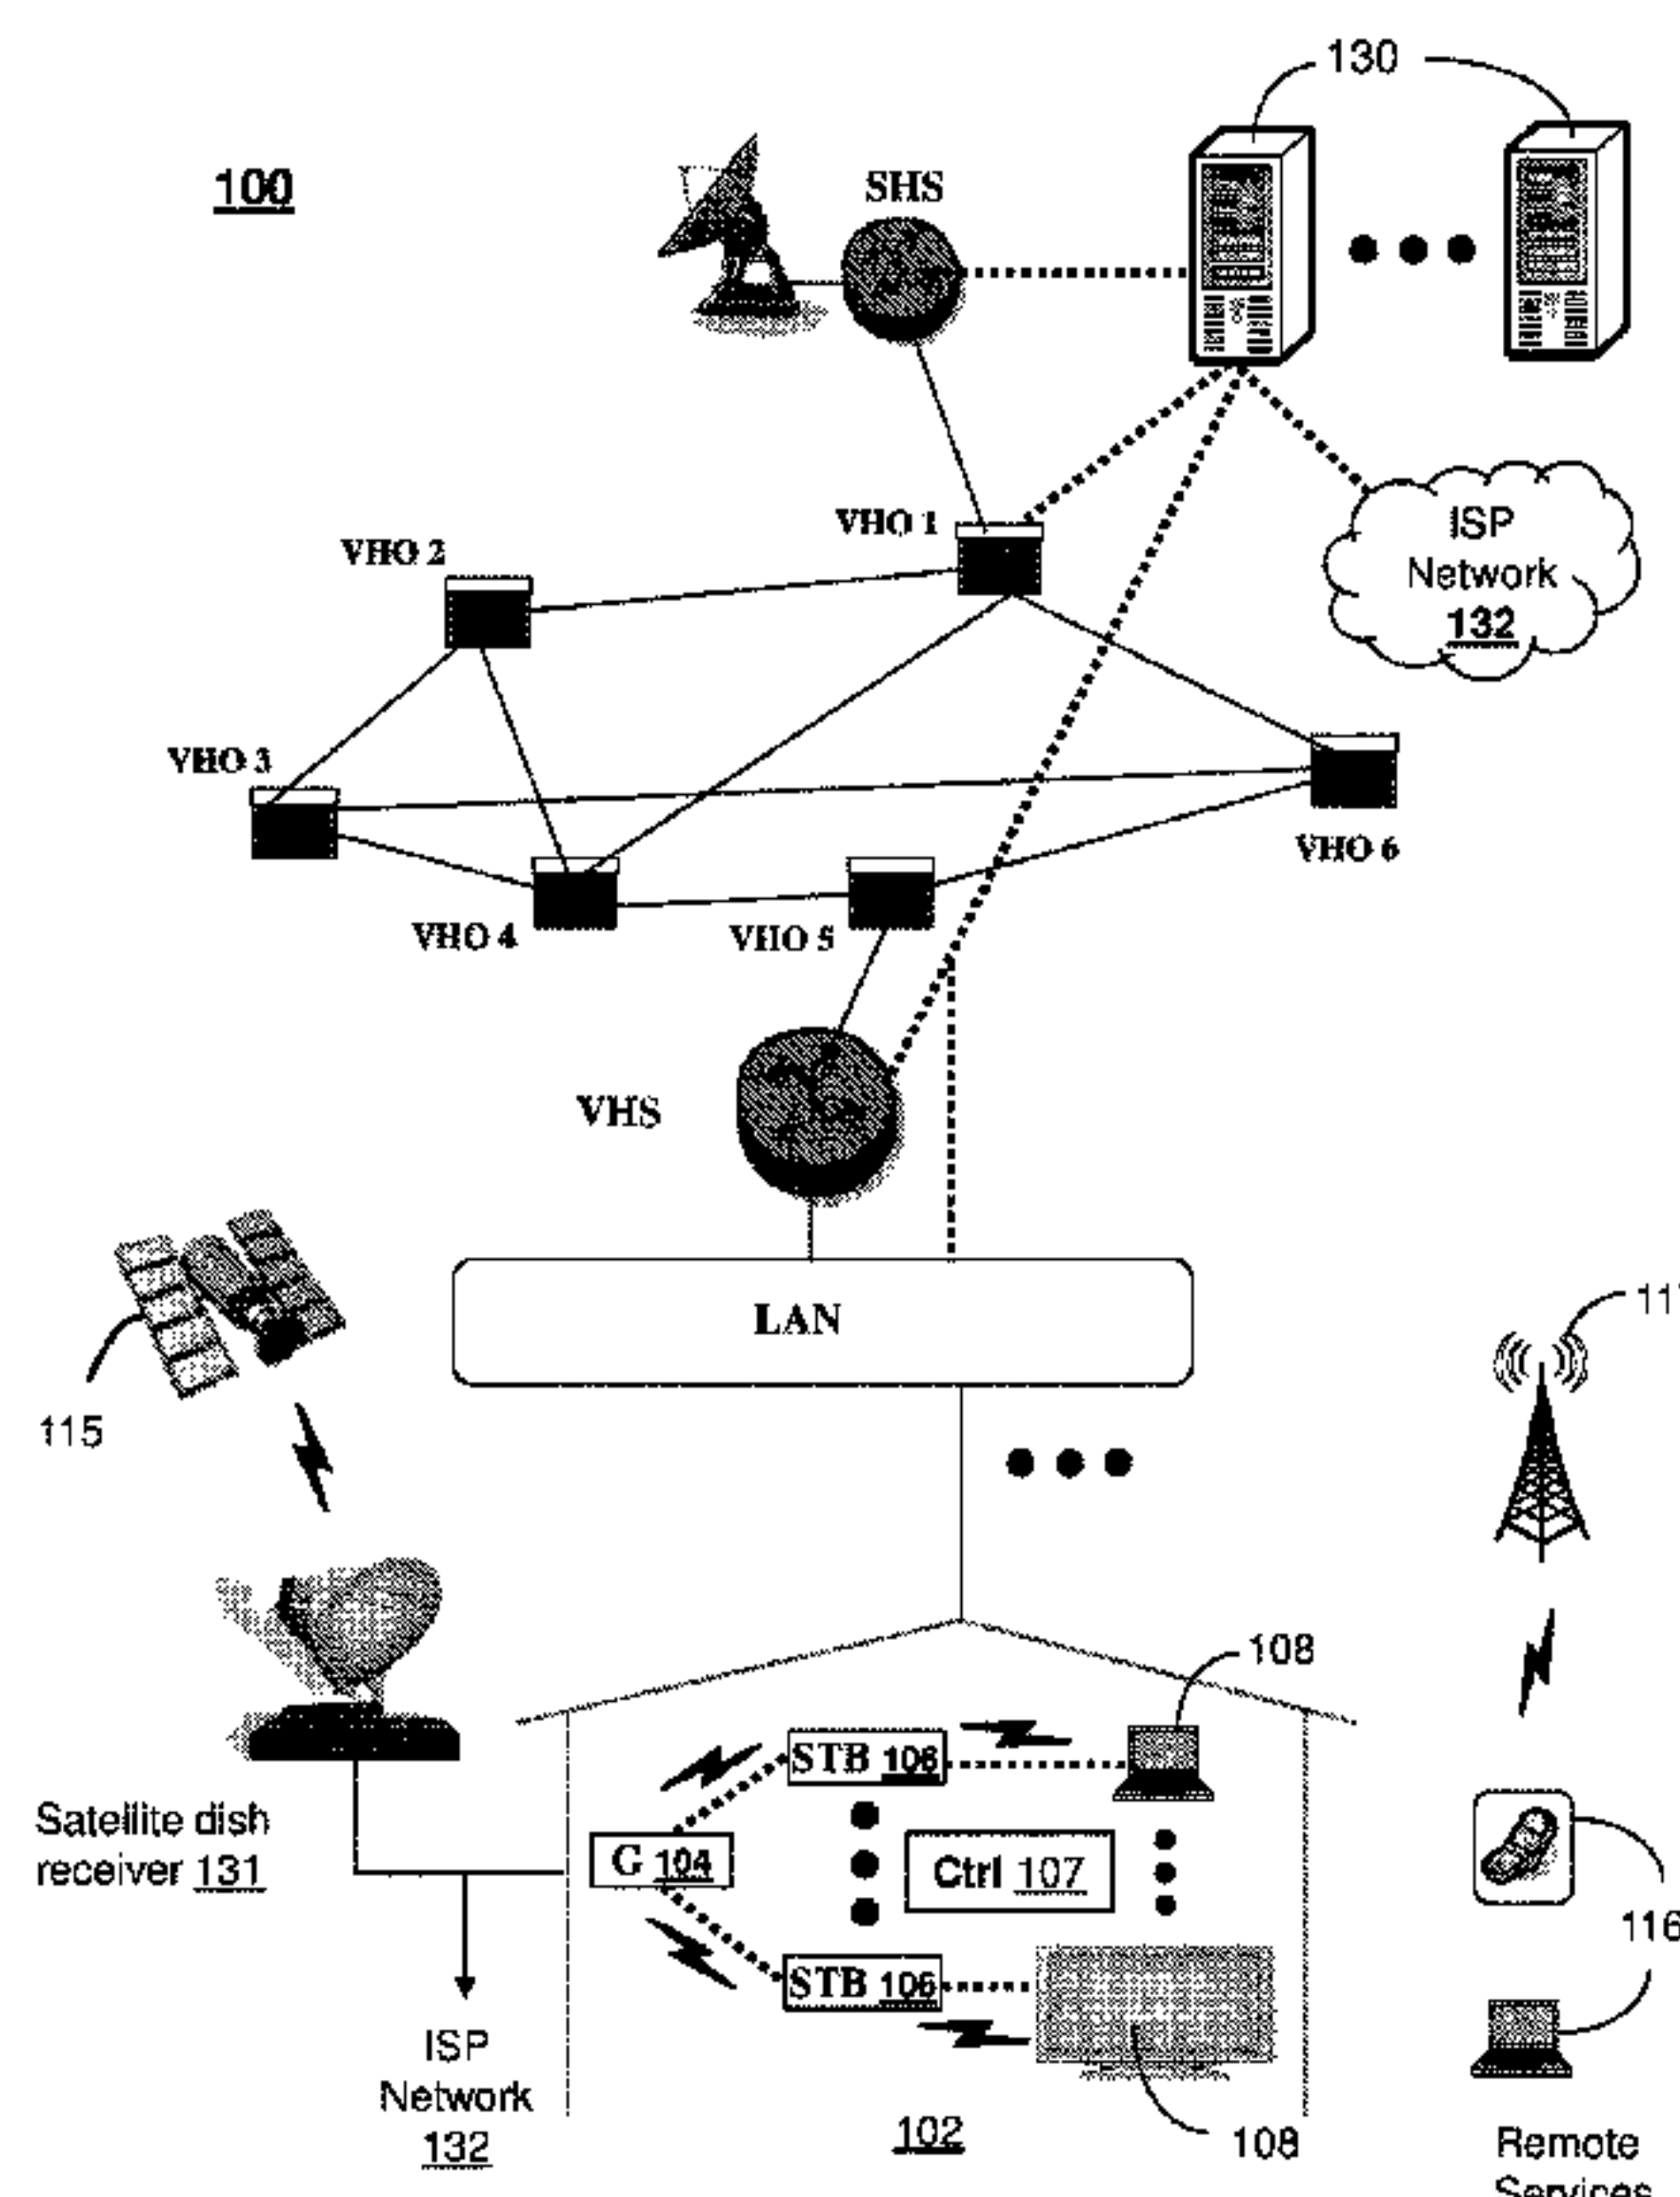 130
100
SHS
ISP
Network
132
VHO 1
VHO 2
VHO 3
VHO 6
VHO 4
VHO 5
VHS
LAN
115
108
STB 106
Satellite dish
receiver 131
G 104
Ctrl 107
116
STB 106
ISP
Network
132
102
108
Remote
Services